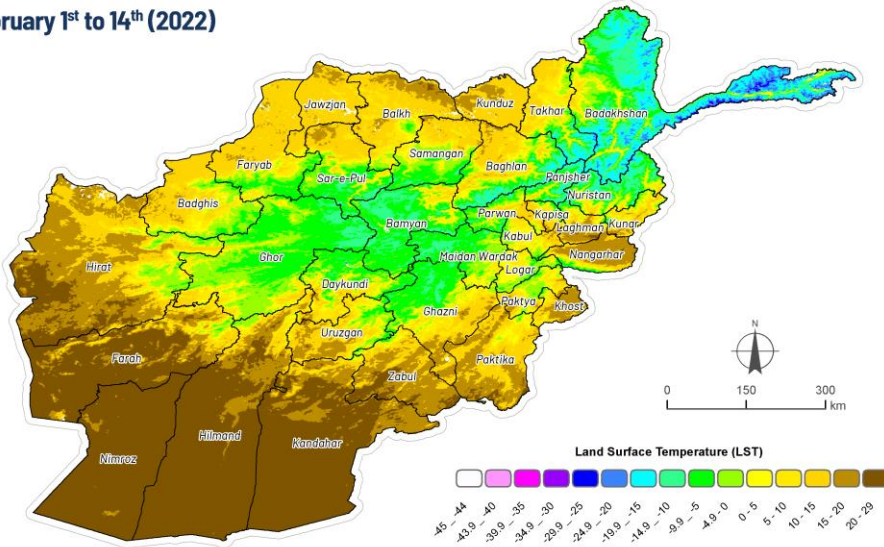 bruary 1st to 14th (2022)
Jawzjan
Balkh
Kunduz
Takhar
Badakhshan
Faryab
Sar-e-Pul
Samangan
Baghlan
Panjsher
Nuristan
Badghis
Bamyan
Parwan
Kapisa
Laghman
Kunar
Kabul
Hirat
Ghor
Maidan Wardak
Nangarhar
Logar
Daykundi
Ghazni
Paktya
Khost
Uruzgan
Farah
Zabul
Paktika
Nimroz
Hilmand
Kandahar
N
0 150 300
km
Land Surface Temperature (LST)
-45 _ -44
-43.9 _ -40
-39.9 _ -35
-34.9 _ -30
-29.9 _ -25
-24.9 _ -20
-19.9 _ -15
-14.9 _ -10
-9.9 _ -5
-4.9 - 0
0 - 5
5 - 10
10 - 15
15 - 20
20 - 29